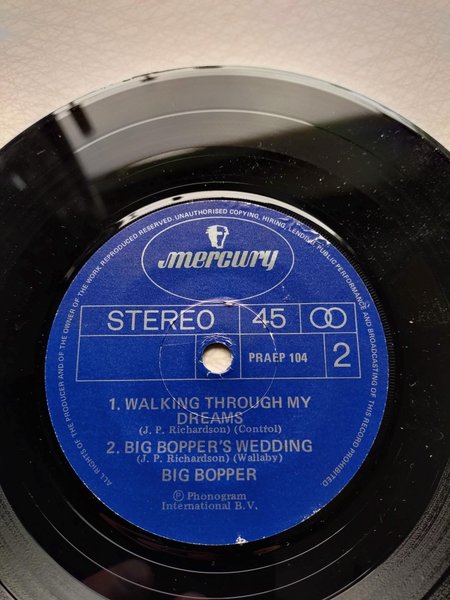 ALL RIGHTS OF THE PRODUCER AND OF THE OWNER OF THE WORK REPRODUCED RESERVED. UNAUTHORISED COPYING, HIRING, LENDING, PUBLIC PERFORMANCE AND BROADCASTING OF THIS RECORD PROHIBITED.
mercury
STEREO 45
PRAEP 104 2
1. WALKING THROUGH MY
DREAMS
(J. P. Richardson) (Control)
2. BIG BOPPER'S WEDDING
(J. P. Richardson) (Wallaby)
BIG BOPPER
Ⓟ Phonogram
International B.V.